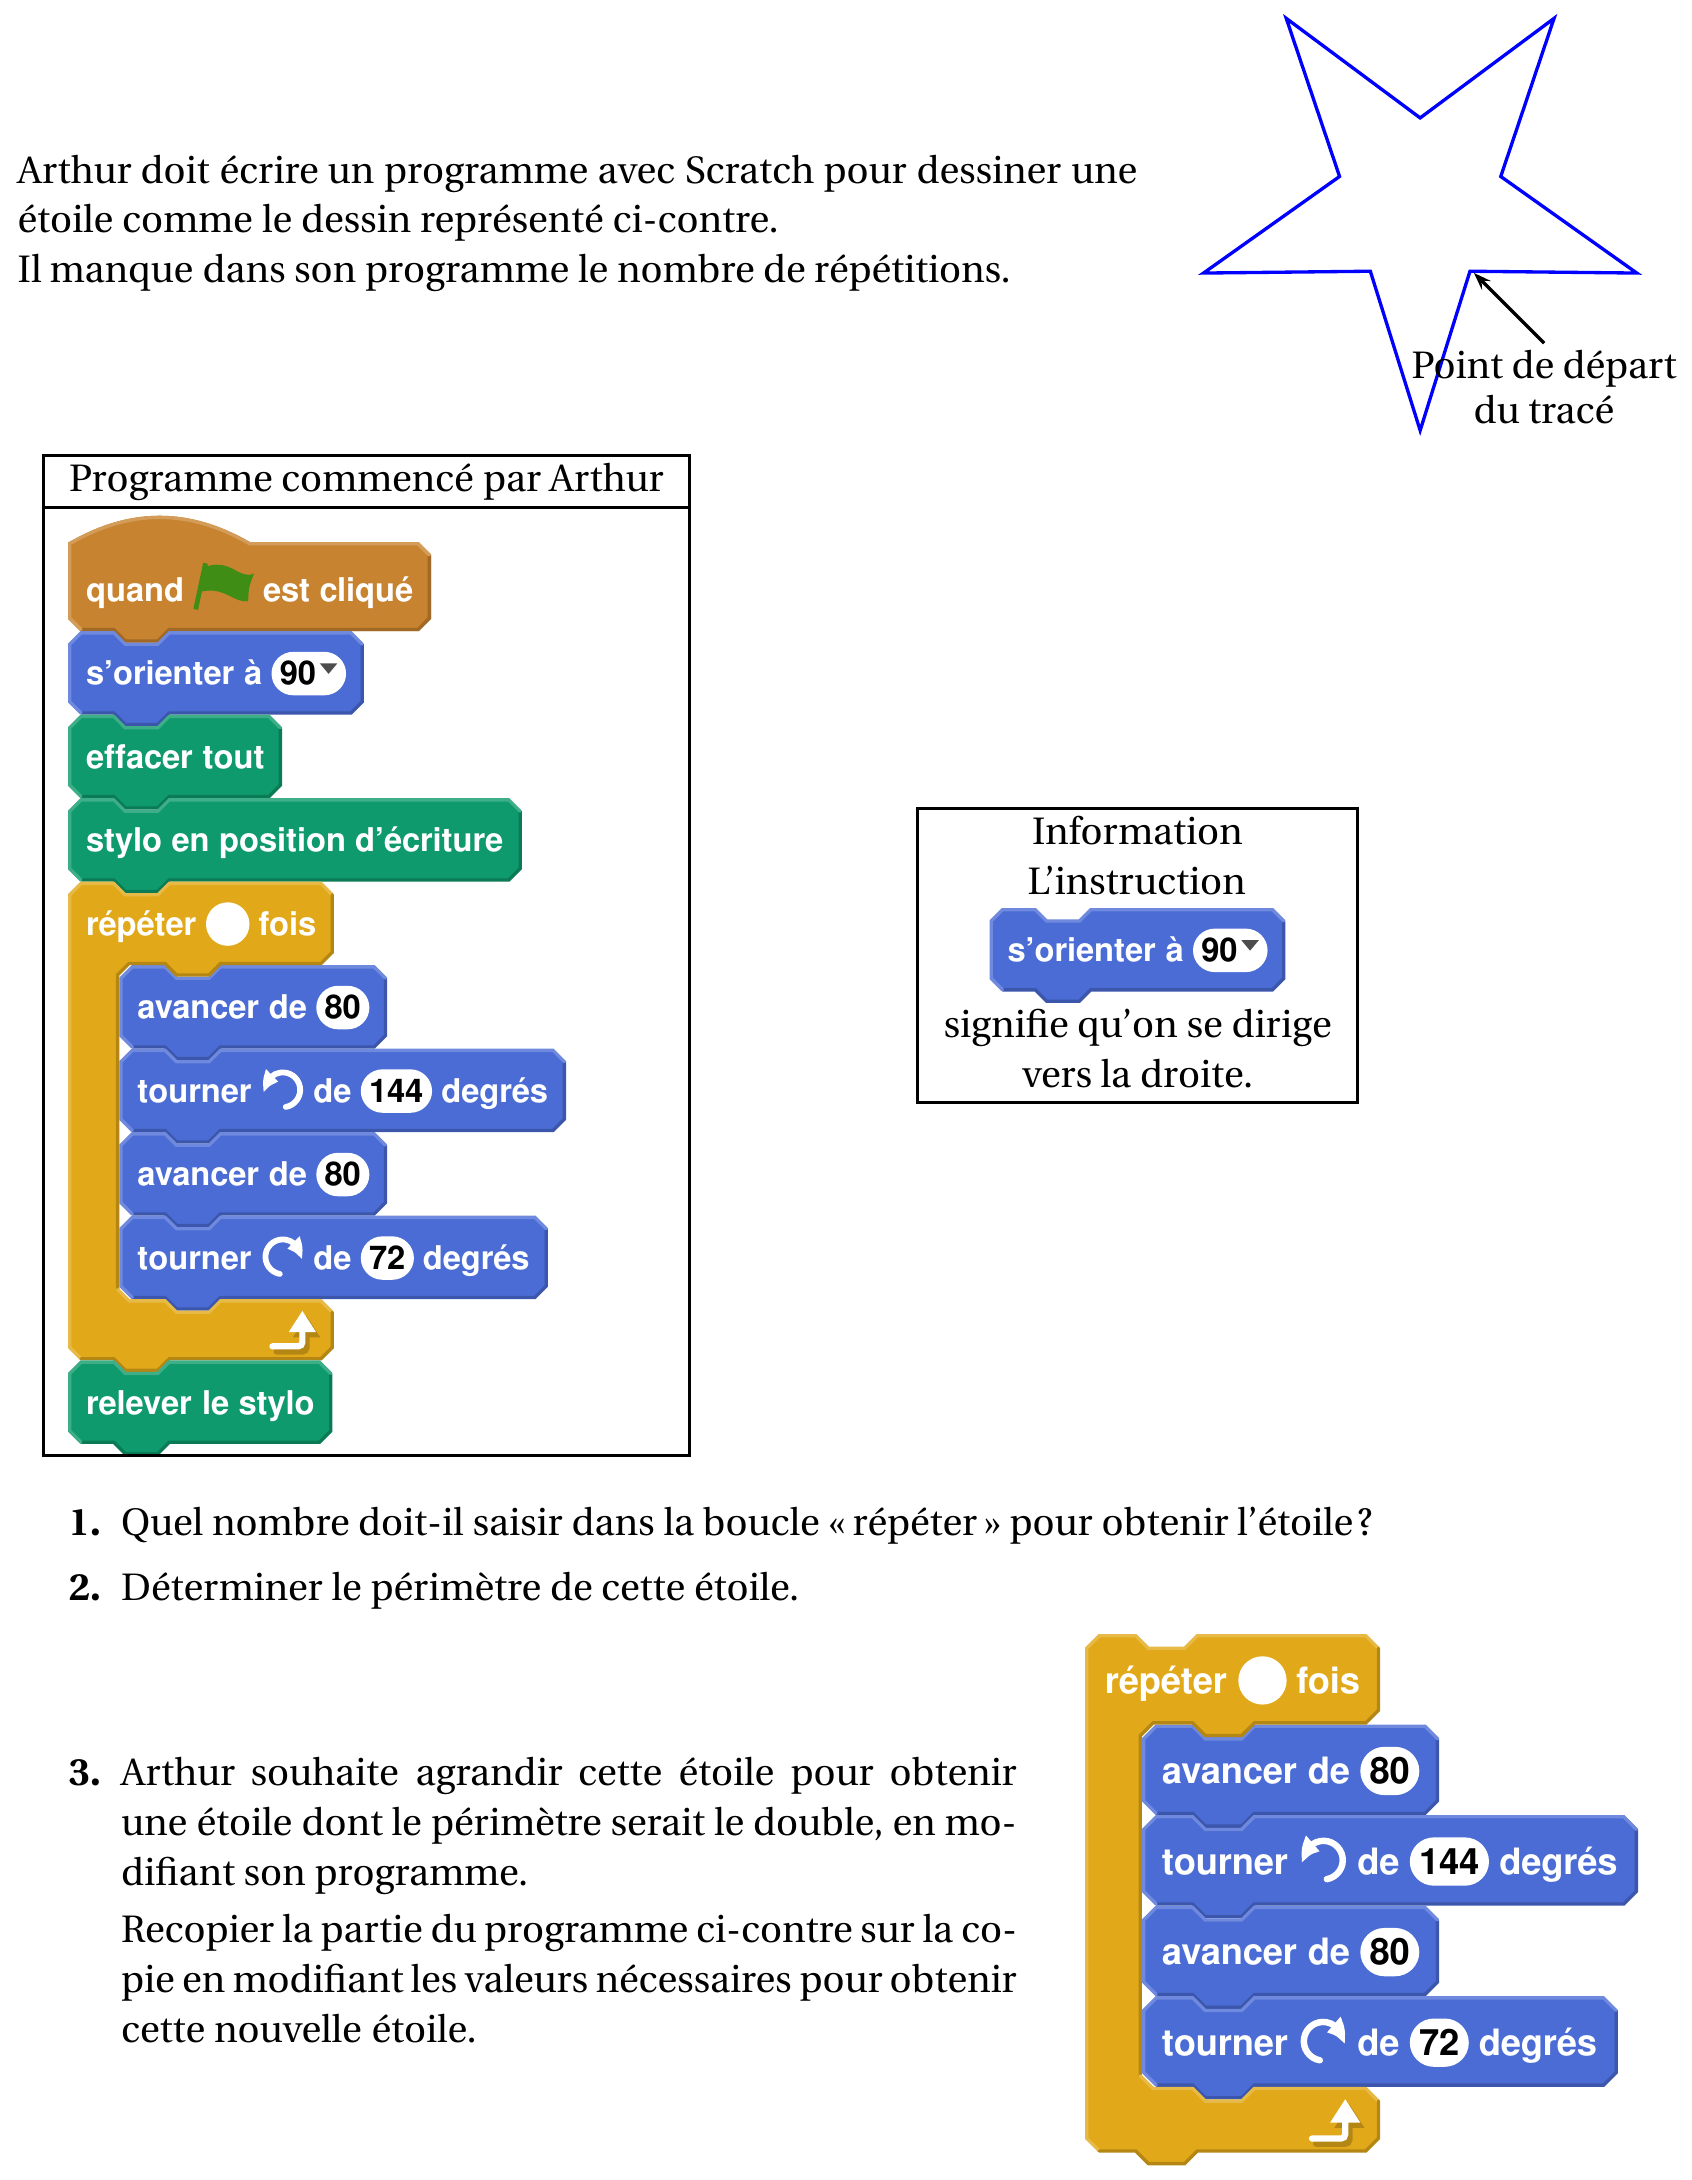 Arthur doit écrire un programme avec Scratch pour dessiner une
étoile comme le dessin représenté ci-contre.
Il manque dans son programme le nombre de répétitions.
Point de départ
du tracé
Programme commencé par Arthur
quand est cliqué
s’orienter à 90
effacer tout
stylo en position d’écriture
répéter fois
avancer de 80
tourner de 144 degrés
avancer de 80
tourner de 72 degrés
relever le stylo
Information
L’instruction
s’orienter à 90
signifie qu’on se dirige
vers la droite.
1. Quel nombre doit-il saisir dans la boucle « répéter » pour obtenir l’étoile ?
2. Déterminer le périmètre de cette étoile.
3. Arthur souhaite agrandir cette étoile pour obtenir
une étoile dont le périmètre serait le double, en mo-
difiant son programme.
Recopier la partie du programme ci-contre sur la co-
pie en modifiant les valeurs nécessaires pour obtenir
cette nouvelle étoile.
répéter fois
avancer de 80
tourner de 144 degrés
avancer de 80
tourner de 72 degrés